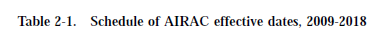 Table 2-1. Schedule of AIRAC effective dates, 2009-2018